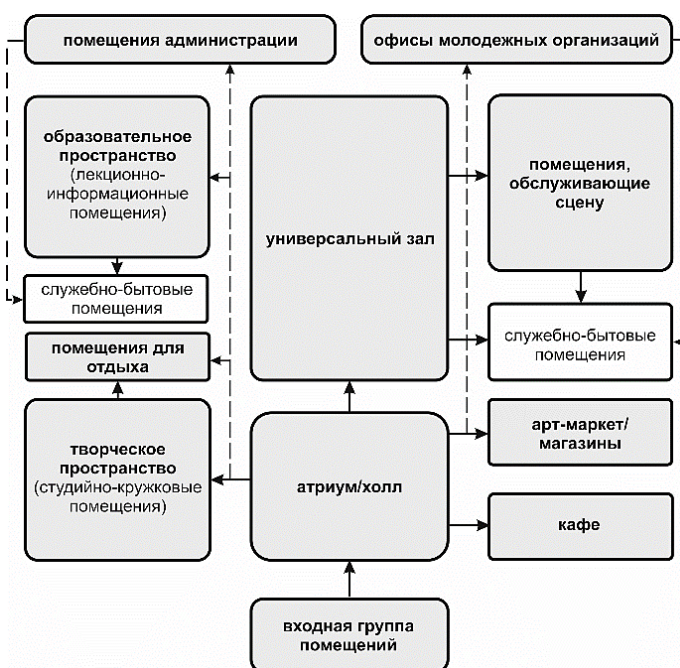 помещения администрации
офисы молодежных организаций
образовательное
пространство
(лекционно-
информационные
помещения)
универсальный зал
помещения,
обслуживающие
сцену
служебно-бытовые
помещения
помещения для
отдыха
служебно-бытовые
помещения
творческое
пространство
(студийно-кружковые
помещения)
атриум/холл
арт-маркет/
магазины
кафе
входная группа
помещений